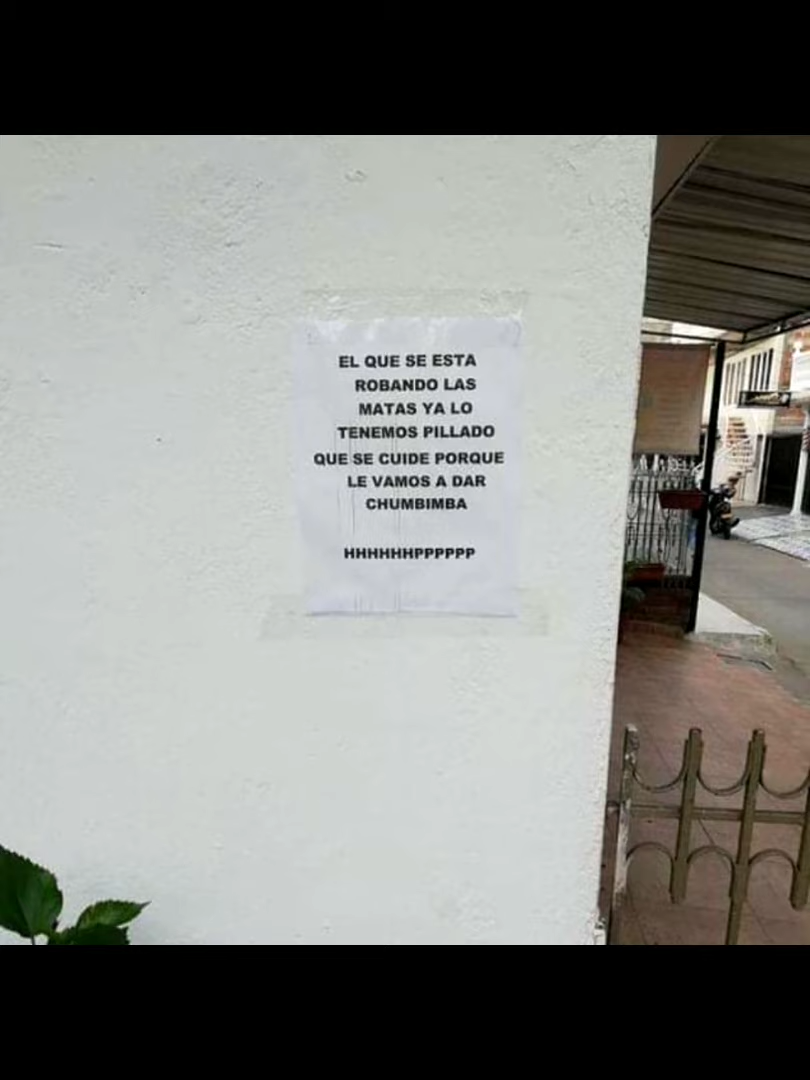 EL QUE SE ESTA
ROBANDO LAS
MATAS YA LO
TENEMOS PILLADO
QUE SE CUIDE PORQUE
LE VAMOS A DAR
CHUMBIMBA
HHHHHHPPPPPP